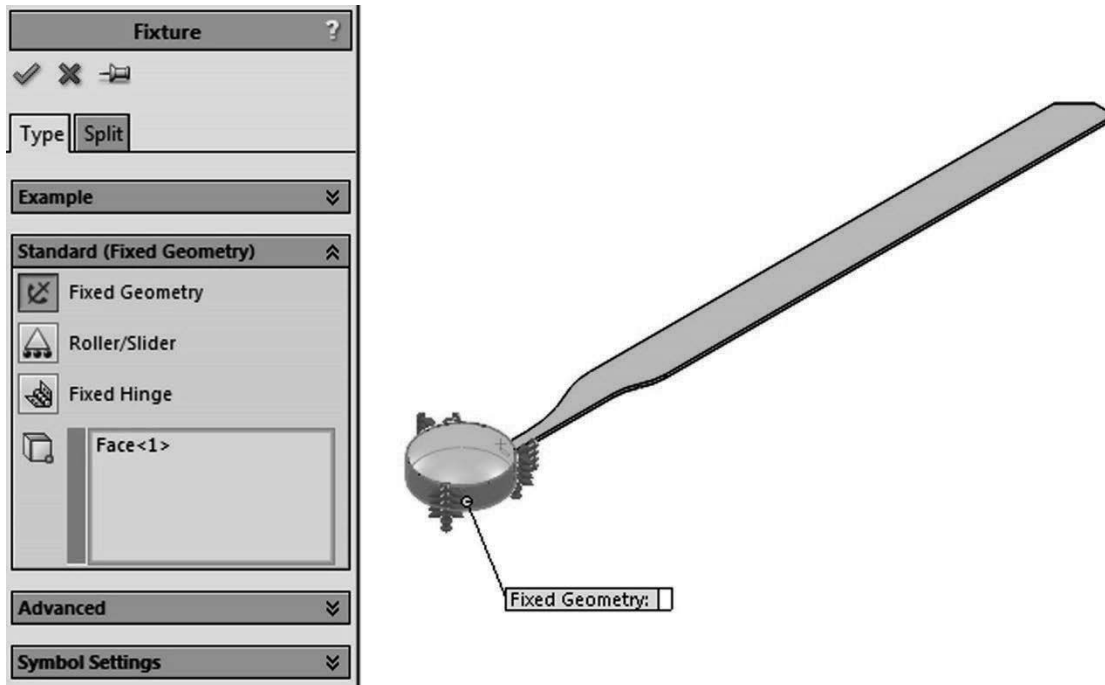 Fixture ?
Type Split
Example
Standard (Fixed Geometry)
Fixed Geometry
Roller/Slider
Fixed Hinge
Face<1>
Advanced
Symbol Settings
Fixed Geometry: